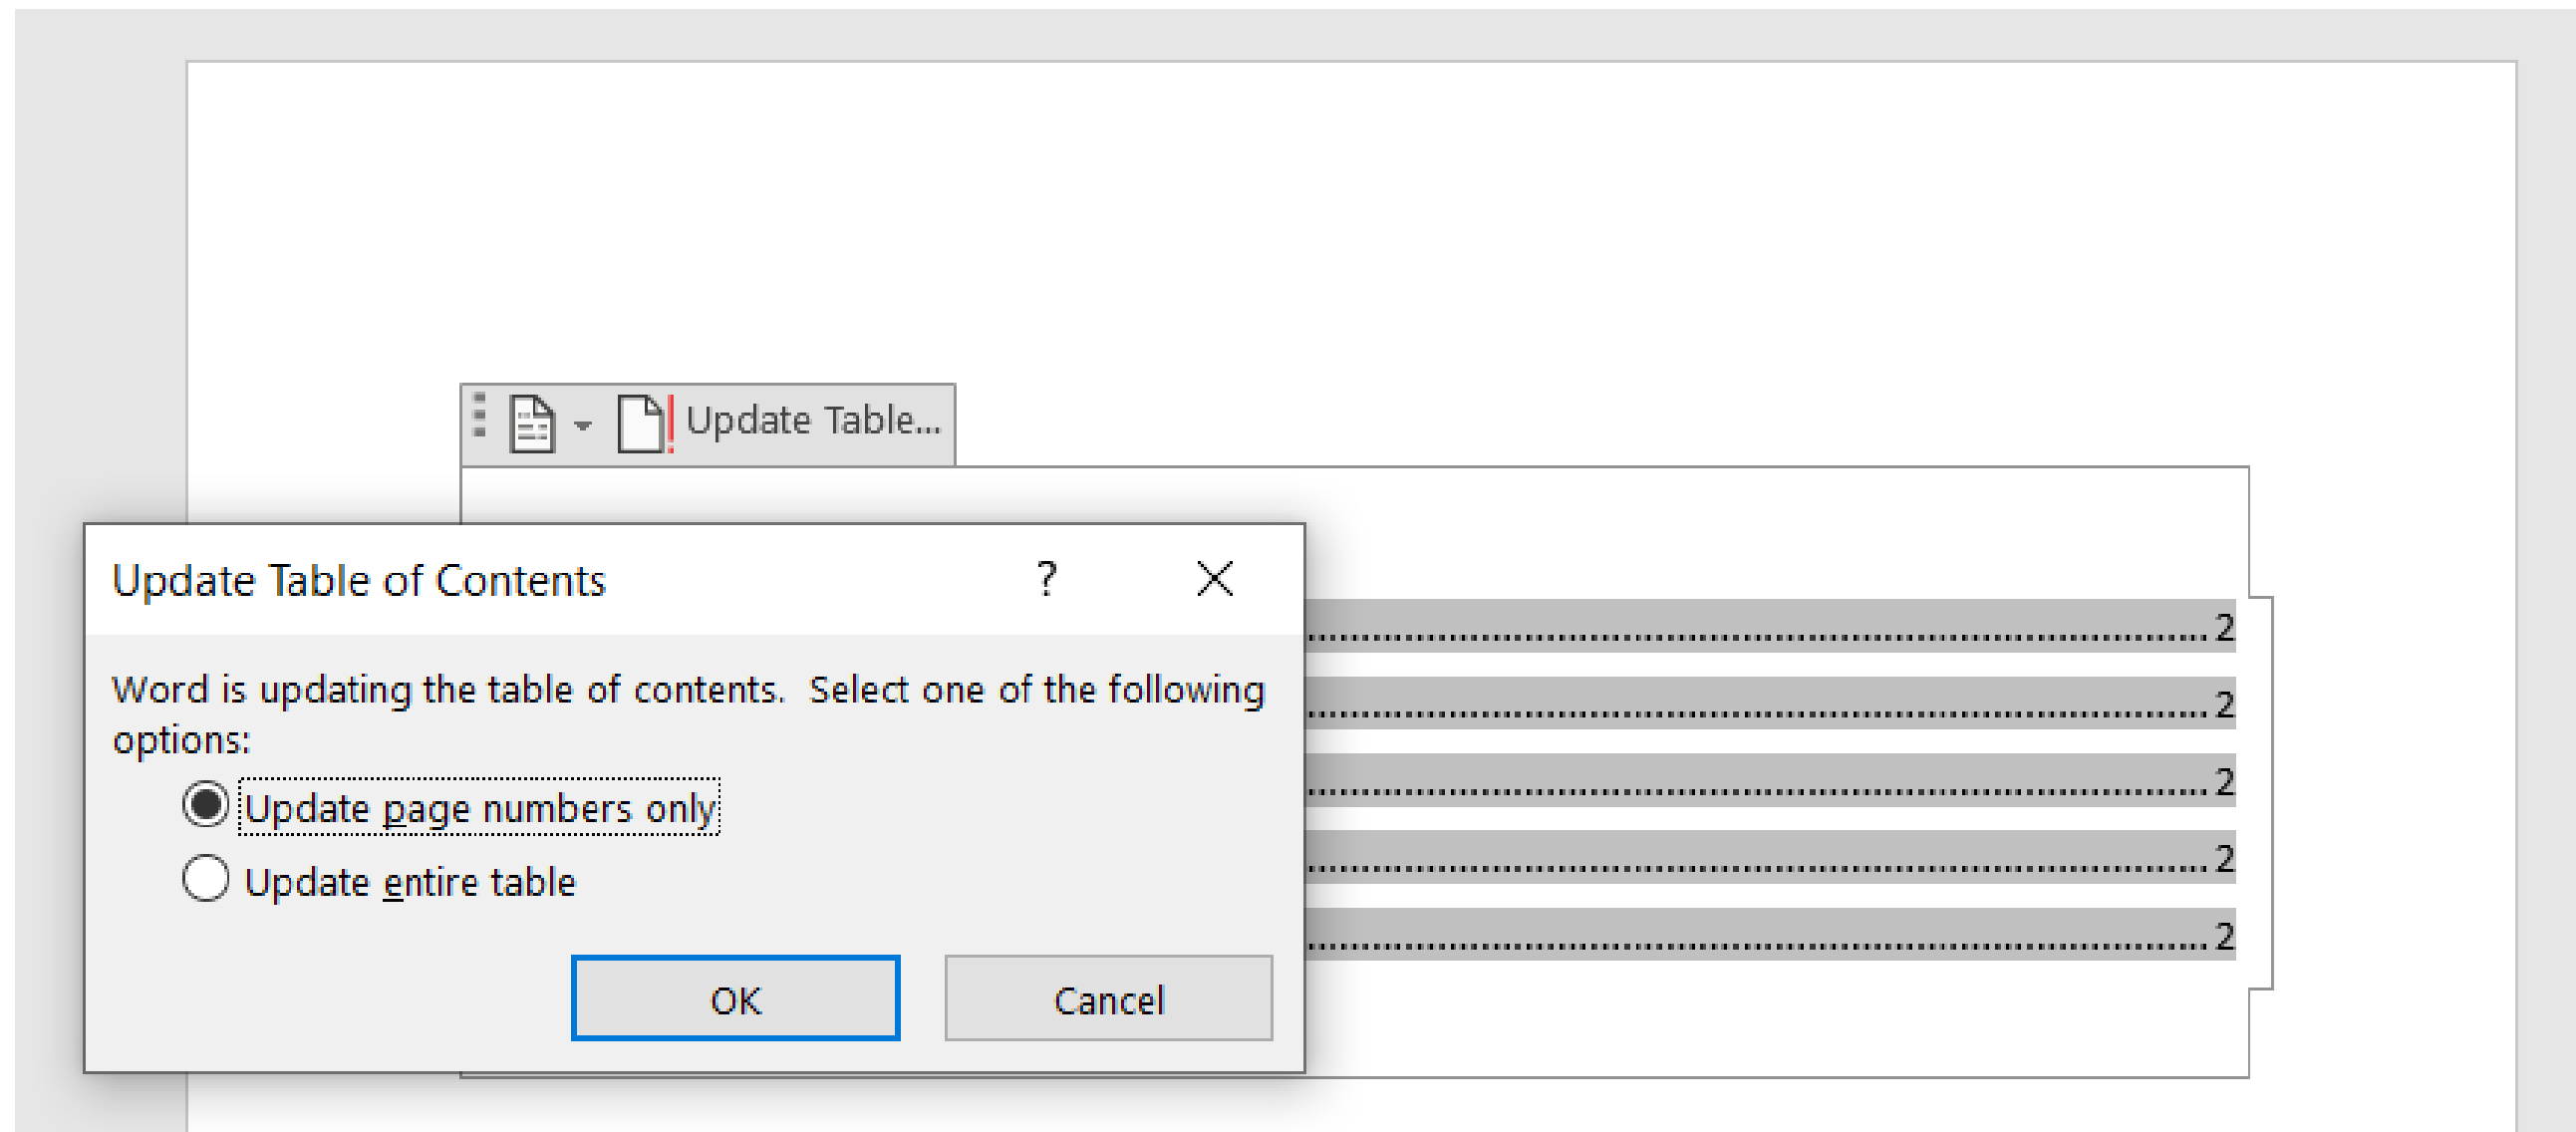 Update Table...
Update Table of Contents
Word is updating the table of contents.  Select one of the following
options:
Update page numbers only
Update entire table
OK Cancel
........................................................................................ 2
........................................................................................ 2
........................................................................................ 2
........................................................................................ 2
........................................................................................ 2